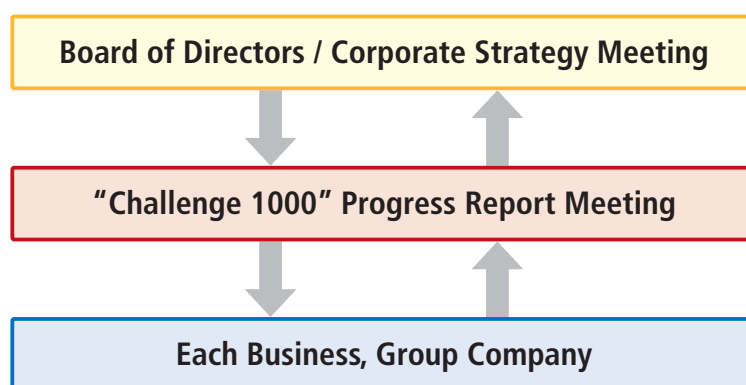 Board of Directors / Corporate Strategy Meeting
“Challenge 1000” Progress Report Meeting
Each Business, Group Company